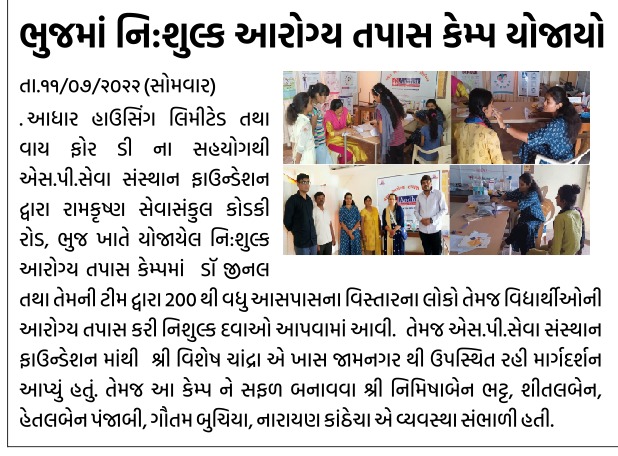 ભુજમાં નિ:શુલ્ક આરોગ્ય તપાસ કેમ્પ યોજાયો
તા.૧૧/૦૭/૨૦૨૨ (સોમવાર)
. આધાર હાઉસિંગ લિમીટેડ તથા
વાય ફોર ડી ના સહયોગથી
એસ.પી.સેવા સંસ્થાન ફાઉન્ડેશન
દ્વારા રામકૃષ્ણ સેવાસંકુલ કોડકી
રોડ, ભુજ ખાતે યોજાયેલ નિ:શુલ્ક
આરોગ્ય તપાસ કેમ્પમાં ડૉ જીનલ
તથા તેમની ટીમ દ્વારા 200 થી વધુ આસપાસના વિસ્તારના લોકો તેમજ વિદ્યાર્થીઓની
આરોગ્ય તપાસ કરી નિશુલ્ક દવાઓ આપવામાં આવી. તેમજ એસ.પી.સેવા સંસ્થાન
ફાઉન્ડેશન માંથી શ્રી વિશેષ ચાંદ્રા એ ખાસ જામનગર થી ઉપસ્થિત રહી માર્ગદર્શન
આપ્યું હતું. તેમજ આ કેમ્પ ને સફળ બનાવવા શ્રી નિમિષાબેન ભટ્ટ, શીતલબેન,
હેતલબેન પંજાબી, ગૌતમ બુચિયા, નારાયણ કાંઠેચા એ વ્યવસ્થા સંભાળી હતી.